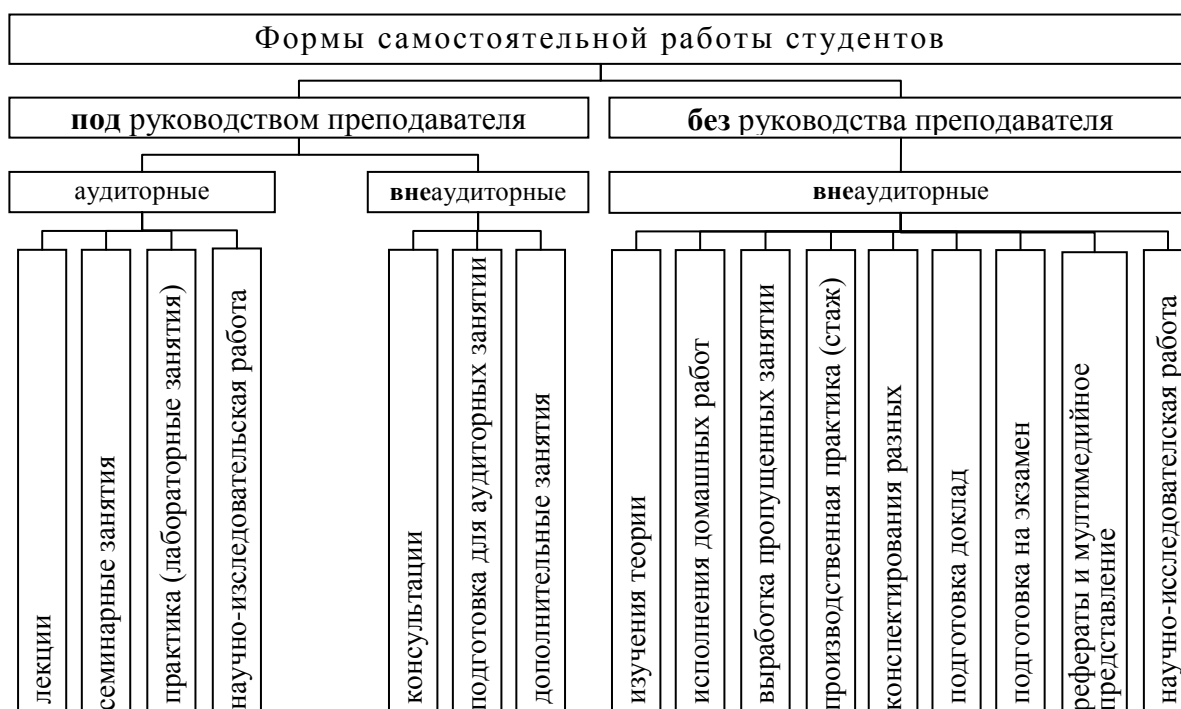 Формы самостоятельной работы студентов
под руководством преподавателя
без руководства преподавателя
аудиторные
внеаудиторные
внеаудиторные
лекции
семинарные занятия
практика (лабораторные занятия)
научно-изследовательская работа
консультации
подготовка для аудиторных занятии
дополнительные занятия
изучения теории
исполнения домашных работ
выработка пропущенных занятии
производственная практика (стаж)
конспектирования разных
подготовка доклад
подготовка на экзамен
рефераты и мултимедийное
представление
научно-исследователская работа